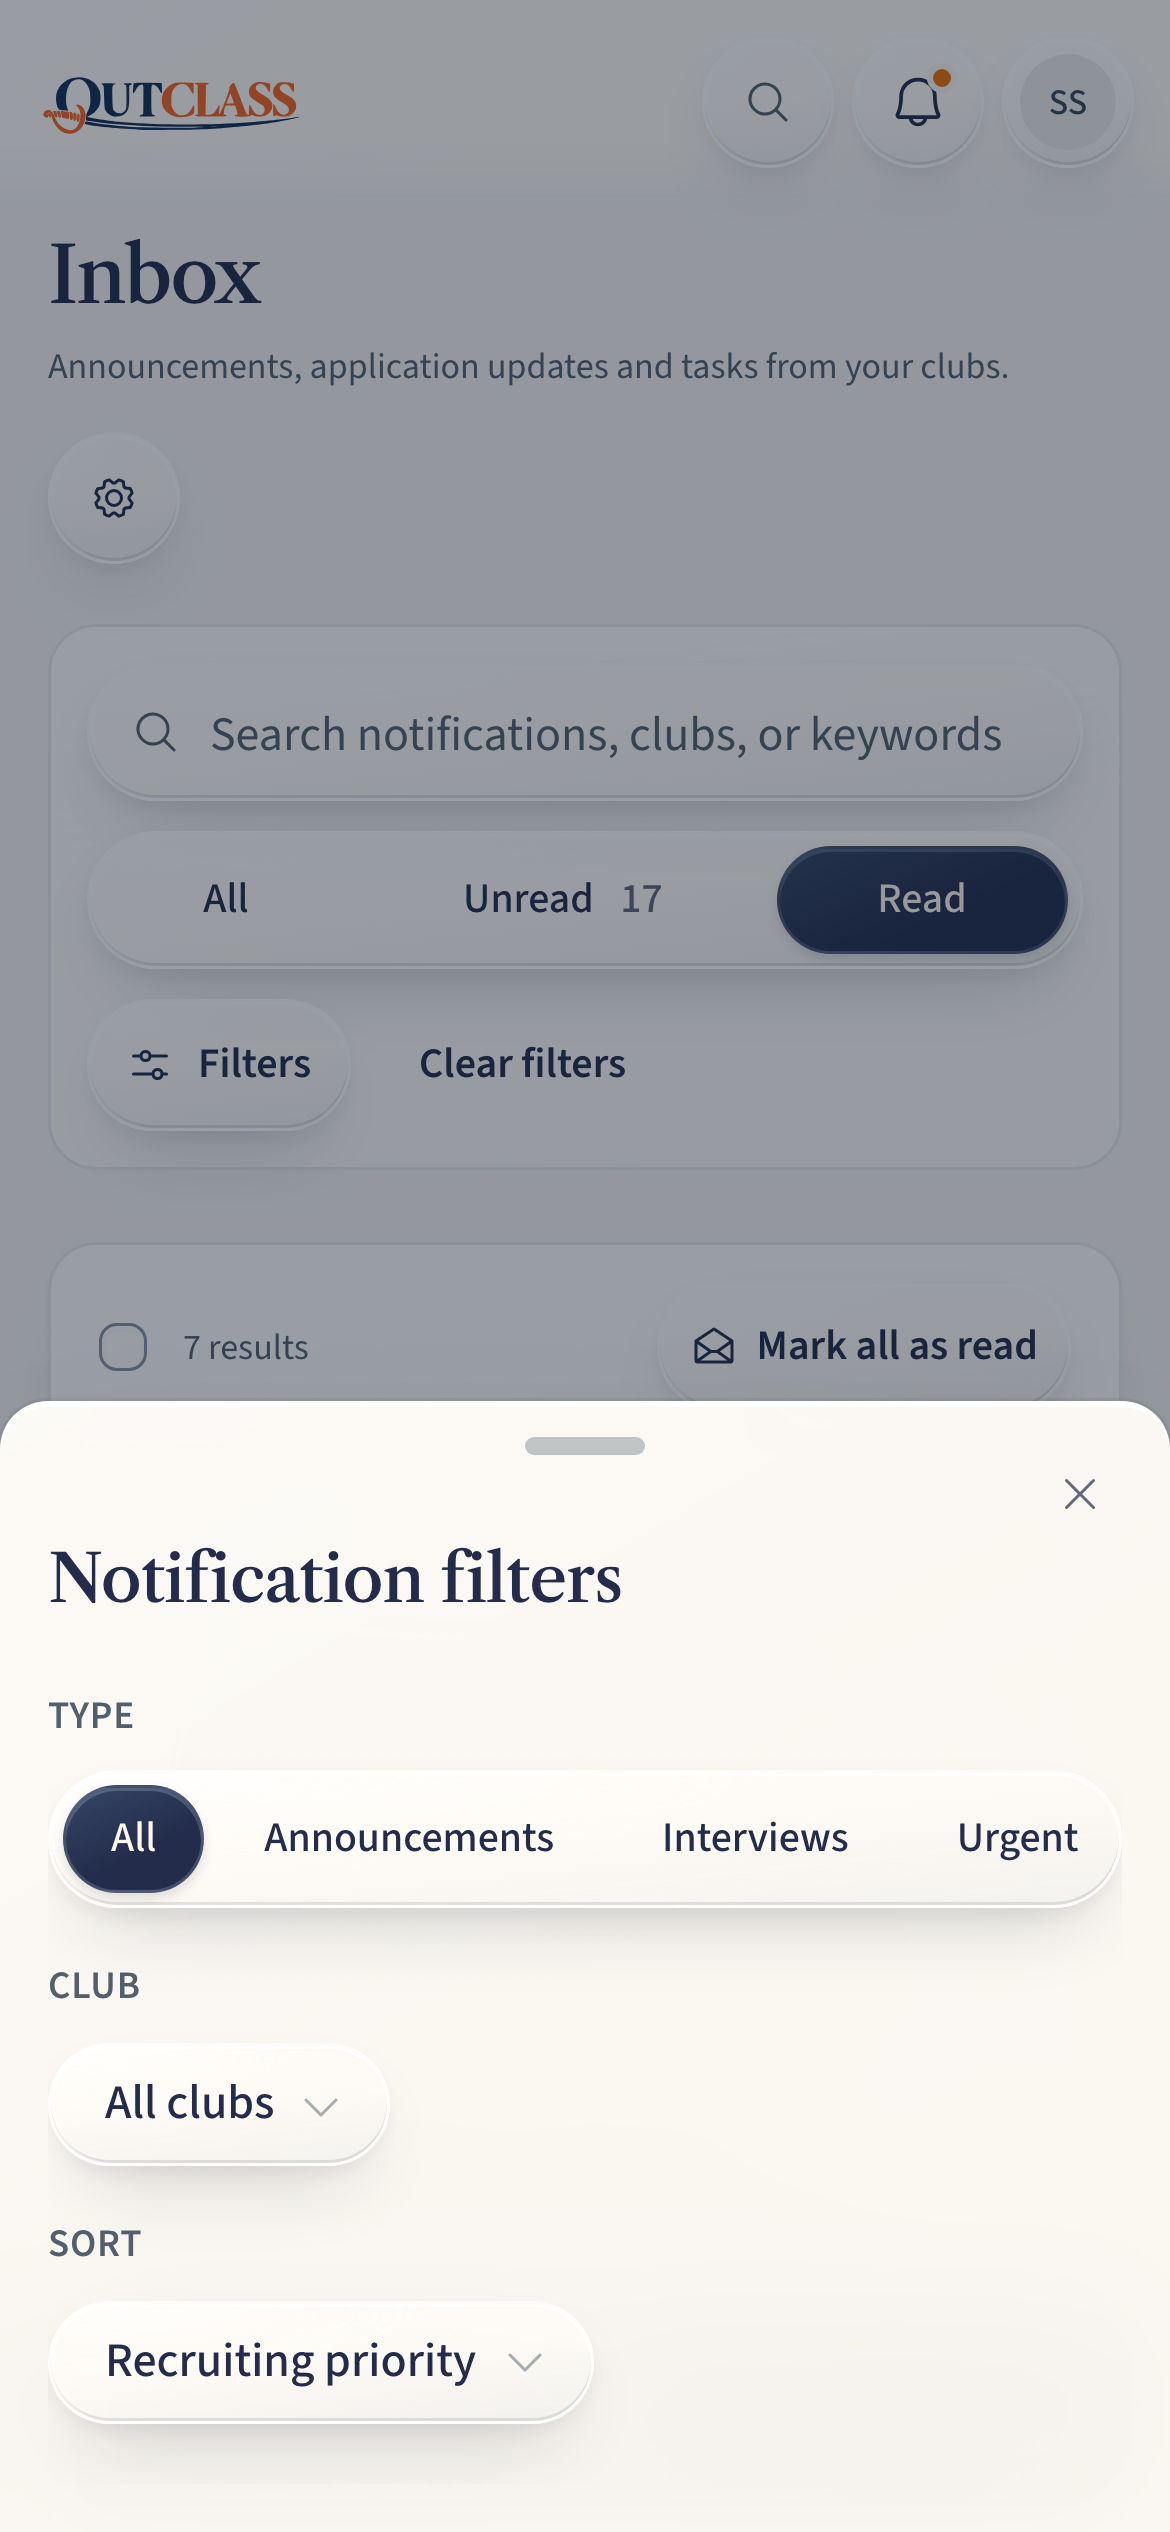 OUTCLASS
SS
Inbox
Announcements, application updates and tasks from your clubs.
Search notifications, clubs, or keywords
All
Unread 17
Read
Filters
Clear filters
7 results
Mark all as read
Notification filters
TYPE
All
Announcements
Interviews
Urgent
CLUB
All clubs
SORT
Recruiting priority